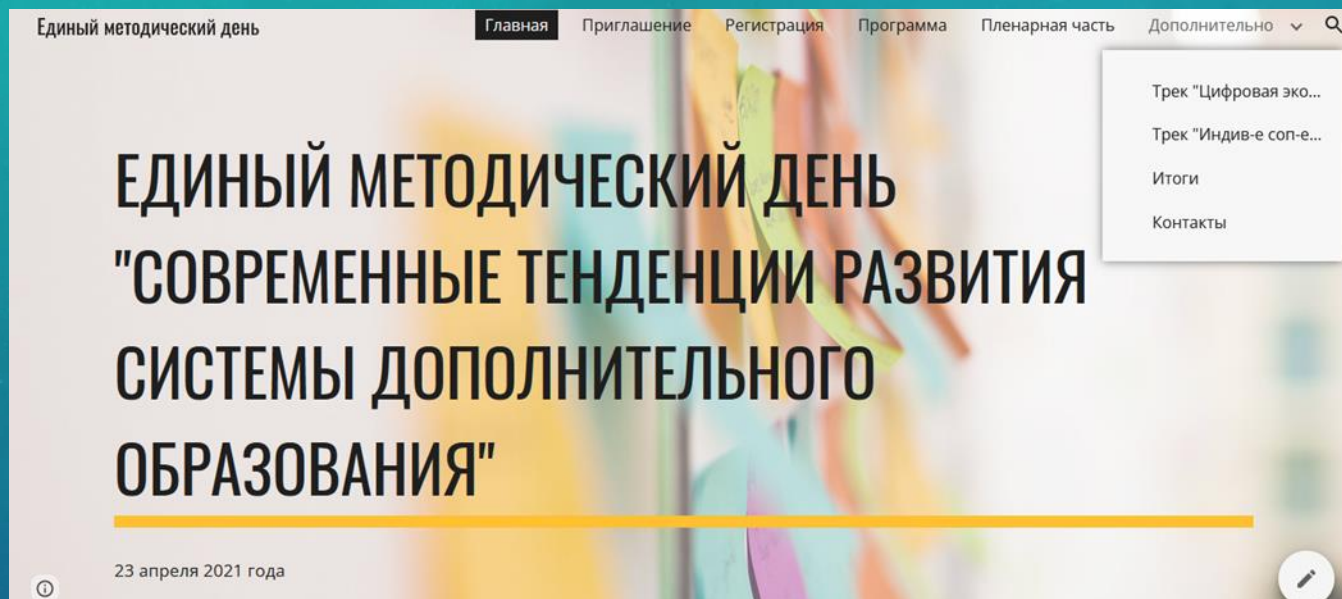 Единый методический день
Главная Приглашение Регистрация Программа Пленарная часть Дополнительно
Трек "Цифровая эко...
Трек "Индив-е соп-е...
Итоги
Контакты
ЕДИНЫЙ МЕТОДИЧЕСКИЙ ДЕНЬ
"СОВРЕМЕННЫЕ ТЕНДЕНЦИИ РАЗВИТИЯ
СИСТЕМЫ ДОПОЛНИТЕЛЬНОГО
ОБРАЗОВАНИЯ"
23 апреля 2021 года